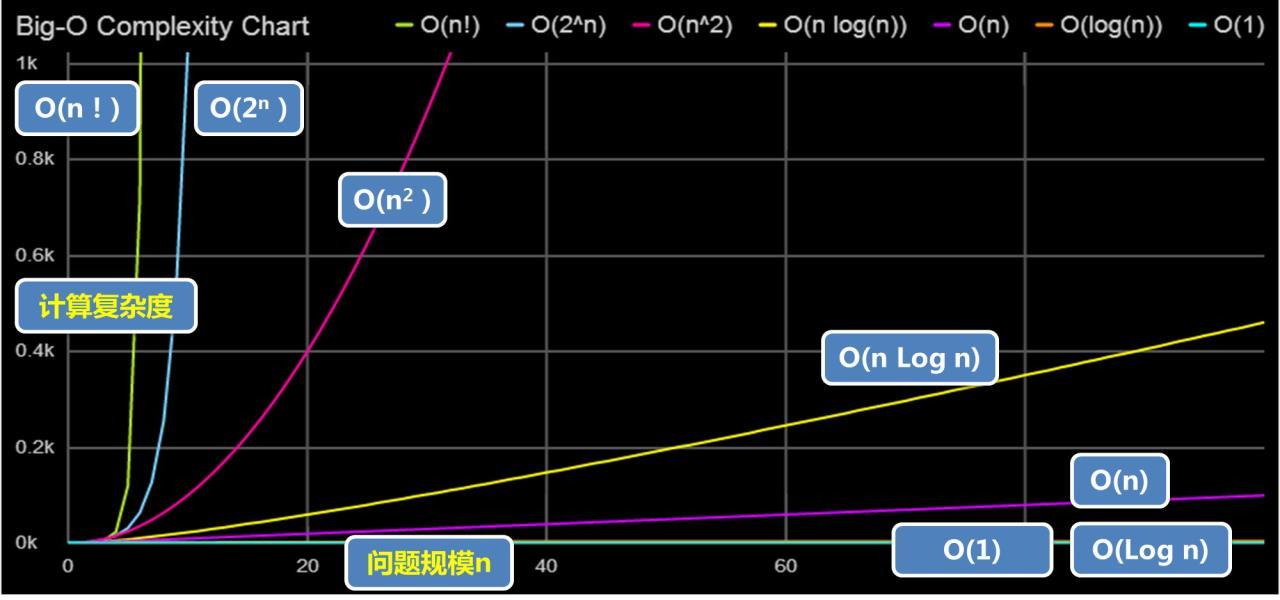 Big-O Complexity Chart
O(n!) O(2^n) O(n^2) O(n log(n)) O(n) O(log(n)) O(1)
1k
O(n！)
O(2ⁿ )
0.8k
O(n² )
0.6k
计算复杂度
0.4k
O(n Log n)
0.2k
O(n)
0k
O(1)
O(Log n)
0 20 40 60
问题规模n